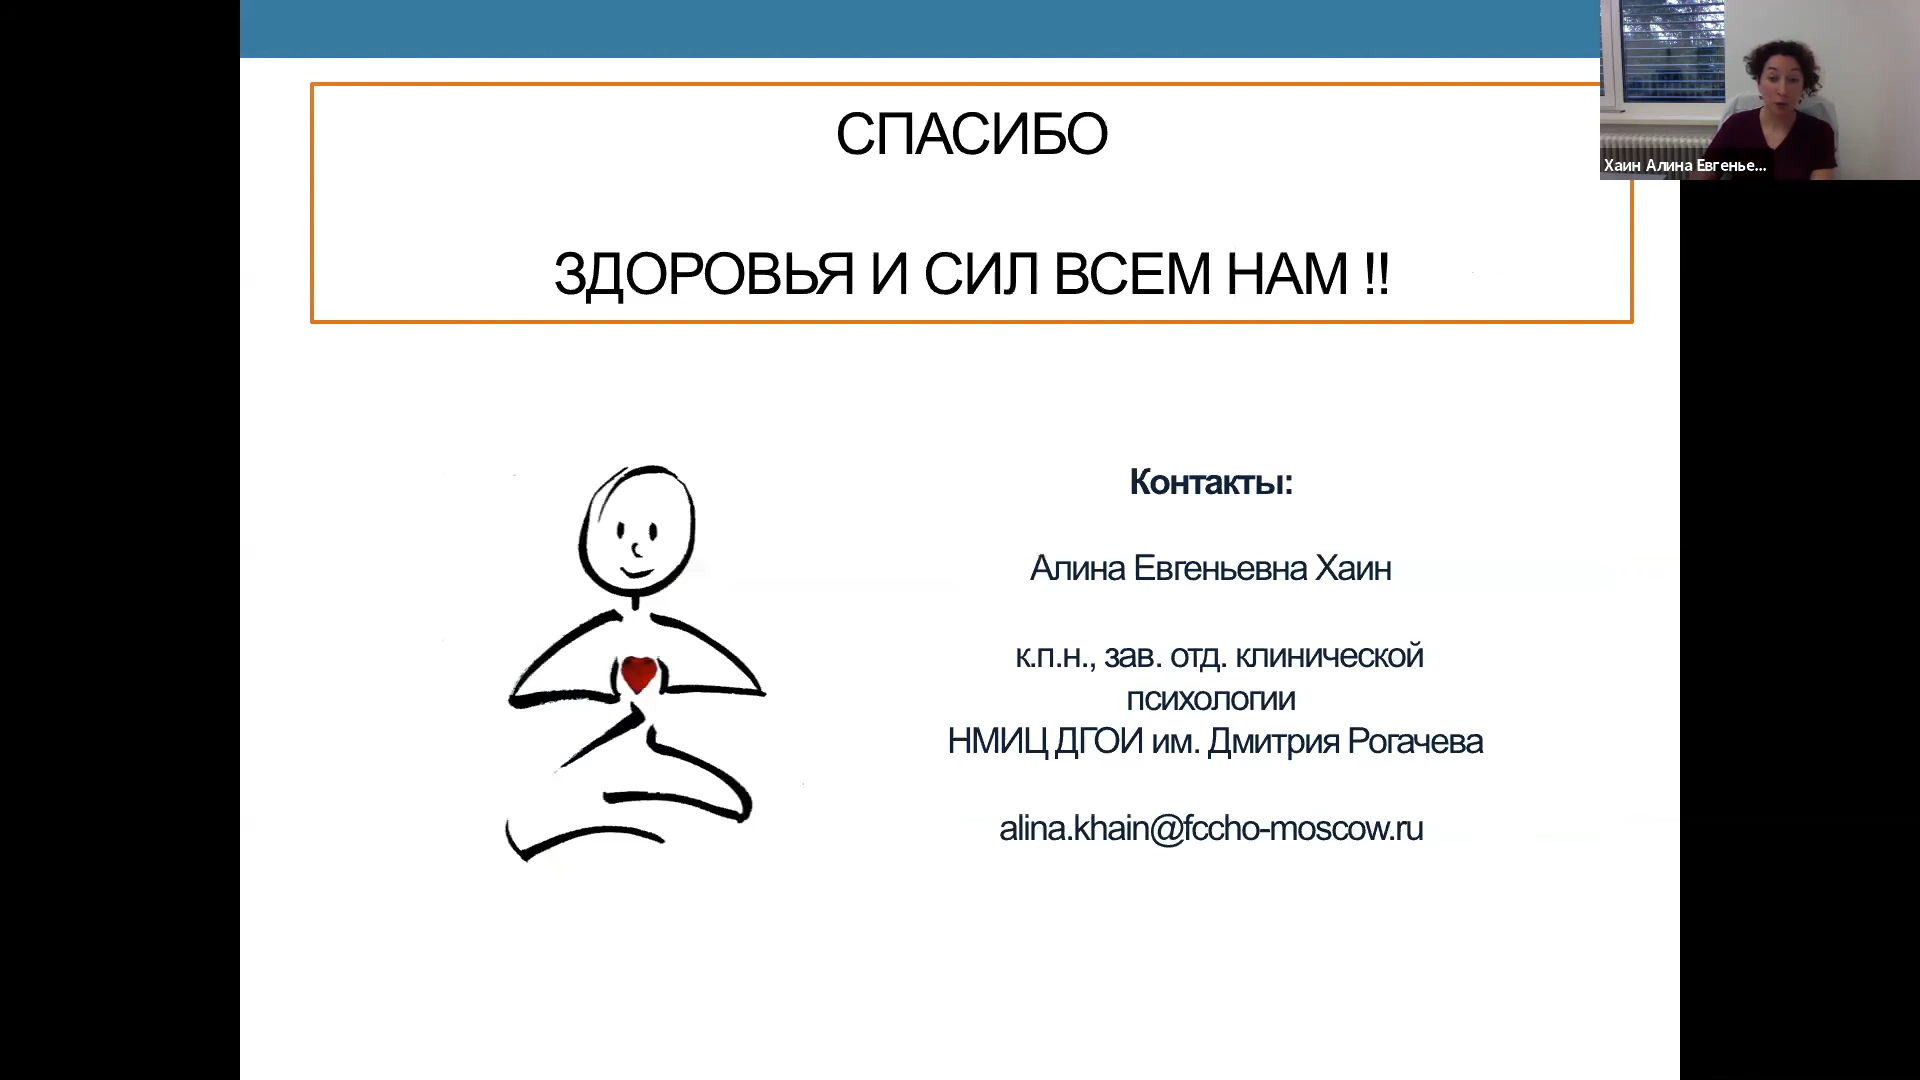 СПАСИБО
ЗДОРОВЬЯ И СИЛ ВСЕМ НАМ !!
Хаин Алина Евгенье...
Контакты:
Алина Евгеньевна Хаин
к.п.н., зав. отд. клинической
психологии
НМИЦ ДГОИ им. Дмитрия Рогачева
alina.khain@fccho-moscow.ru